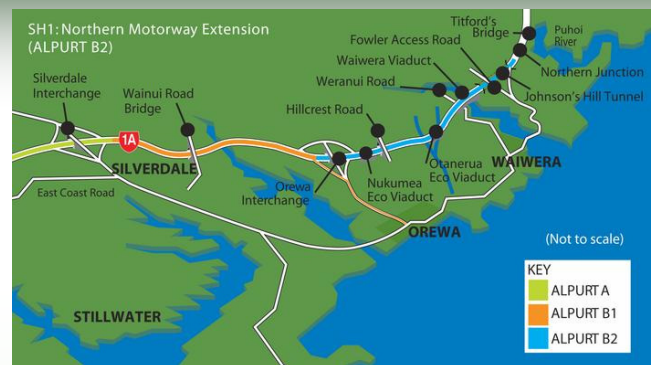 SH1: Northern Motorway Extension
(ALPURT B2)
Titford's
Bridge
Puhoi
River
Fowler Access Road
Northern Junction
Waiwera Viaduct
Johnson's Hill Tunnel
Weranui Road
Silverdale
Interchange
Wainui Road
Bridge
Hillcrest Road
1A
SILVERDALE
WAIWERA
Otanerua
Eco Viaduct
East Coast Road
Orewa
Interchange
Nukumea
Eco Viaduct
OREWA
(Not to scale)
STILLWATER
KEY
ALPURT A
ALPURT B1
ALPURT B2